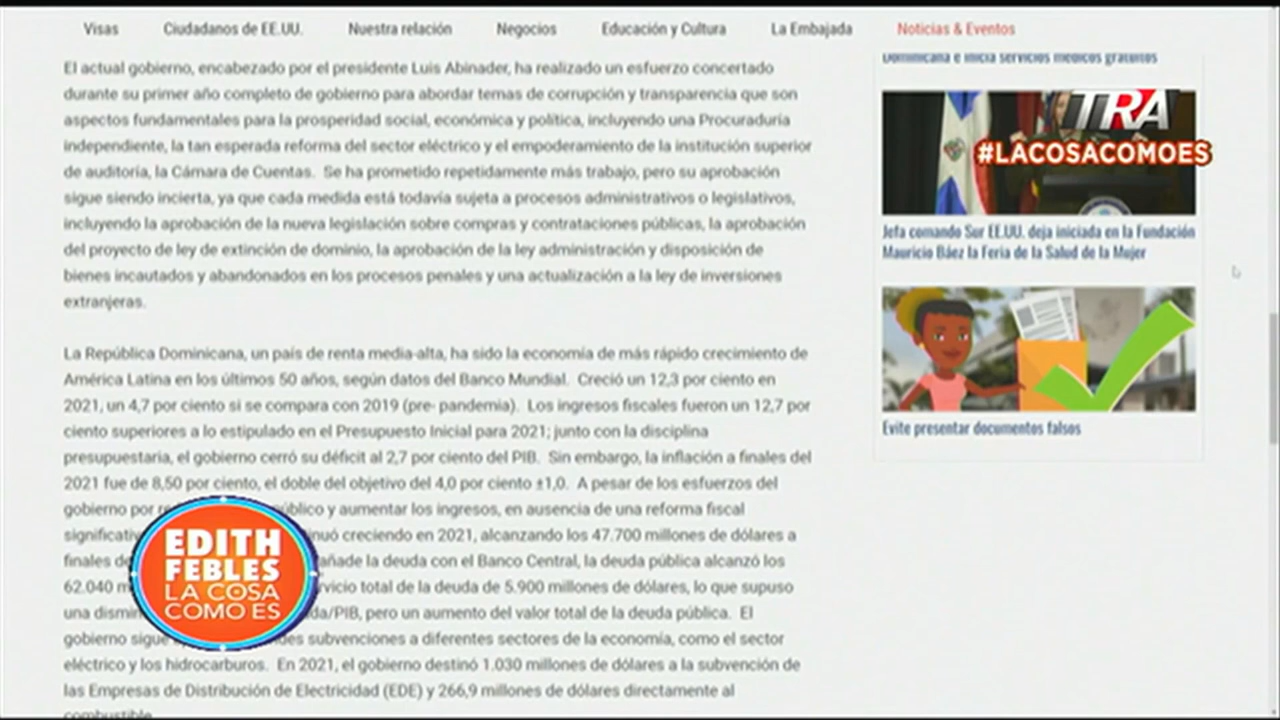 Visas Ciudadanos de EE.UU. Nuestra relación Negocios Educación y Cultura La Embajada Noticias & Eventos
El actual gobierno, encabezado por el presidente Luis Abinader, ha realizado un esfuerzo concertado
durante su primer año completo de gobierno para abordar temas de corrupción y transparencia que son
aspectos fundamentales para la prosperidad social, económica y política, incluyendo una Procuraduría
independiente, la tan esperada reforma del sector eléctrico y el empoderamiento de la institución superior
de auditoría, la Cámara de Cuentas. Se ha prometido repetidamente más trabajo, pero su aprobación
sigue siendo incierta, ya que cada medida está todavía sujeta a procesos administrativos o legislativos,
incluyendo la aprobación de la nueva legislación sobre compras y contrataciones públicas, la aprobación
del proyecto de ley de extinción de dominio, la aprobación de la ley administración y disposición de
bienes incautados y abandonados en los procesos penales y una actualización a la ley de inversiones
extranjeras.
La República Dominicana, un país de renta media-alta, ha sido la economía de más rápido crecimiento de
América Latina en los últimos 50 años, según datos del Banco Mundial. Creció un 12,3 por ciento en
2021, un 4,7 por ciento si se compara con 2019 (pre- pandemia). Los ingresos fiscales fueron un 12,7 por
ciento superiores a lo estipulado en el Presupuesto Inicial para 2021; junto con la disciplina
presupuestaria, el gobierno cerró su déficit al 2,7 por ciento del PIB. Sin embargo, la inflación a finales del
2021 fue de 8,50 por ciento, el doble del objetivo del 4,0 por ciento ±1,0. A pesar de los esfuerzos del
gobierno por público y aumentar los ingresos, en ausencia de una reforma fiscal
creciendo en 2021, alcanzando los 47.700 millones de dólares a
finales la deuda con el Banco Central, la deuda pública alcanzó los
62.040 total de la deuda de 5.900 millones de dólares, lo que supuso
una pero un aumento del valor total de la deuda pública. El
gobierno sigue subvenciones a diferentes sectores de la economía, como el sector
eléctrico y los hidrocarburos. En 2021, el gobierno destinó 1.030 millones de dólares a la subvención de
las Empresas de Distribución de Electricidad (EDE) y 266,9 millones de dólares directamente al
combustible
Dominicana e inicia servicios médicos gratuitos
TRA
#LACOSACOMOES
Jefa comando Sur EE.UU. deja iniciada en la Fundación
Mauricio Báez la Feria de la Salud de la Mujer
Evite presentar documentos falsos
EDITH
FEBLES
LA COSA
COMO ES